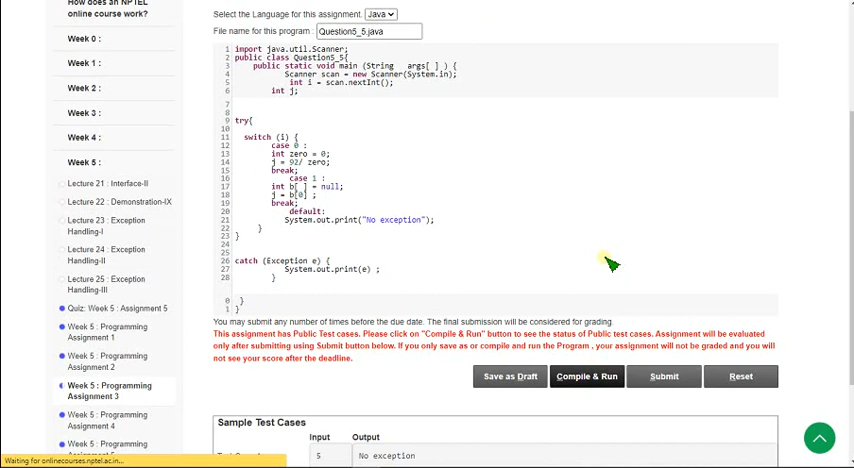 How does an NPTEL
online course work?
Week 0 :
Week 1 :
Week 2 :
Week 3 :
Week 4 :
Week 5 :
Lecture 21 : Interface-II
Lecture 22 : Demonstration-IX
Lecture 23 : Exception
Handling-I
Lecture 24 : Exception
Handling-II
Lecture 25 : Exception
Handling-III
Quiz: Week 5 : Assignment 5
Week 5 : Programming
Assignment 1
Week 5 : Programming
Assignment 2
Week 5 : Programming
Assignment 3
Week 5 : Programming
Assignment 4
Week 5 : Programming
Select the Language for this assignment. Java
File name for this program : Question5_5.java
1 import java.util.Scanner;
2 public class Question5_5{
3 public static void main (String args[ ] ) {
4 Scanner scan = new Scanner(System.in);
5 int i = scan.nextInt();
6 int j;
7
8
9 try{
10
11 switch (i) {
12 case 0 :
13 int zero = 0;
14 j = 92/ zero;
15 break;
16 case 1 :
17 int b[ ] = null;
18 j = b[0] ;
19 break;
20 default:
21 System.out.print("No exception");
22 }
23 }
24
25
26 catch (Exception e) {
27 System.out.print(e) ;
28 }
0 }
1 }
You may submit any number of times before the due date. The final submission will be considered for grading.
This assignment has Public Test cases. Please click on "Compile & Run" button to see the status of Public test cases. Assignment will be evaluated
only after submitting using Submit button below. If you only save as or compile and run the Program , your assignment will not be graded and you will
not see your score after the deadline.
Save as Draft Compile & Run Submit Reset
Sample Test Cases
Input Output
5 No exception
Waiting for onlinecourses.nptel.ac.in...